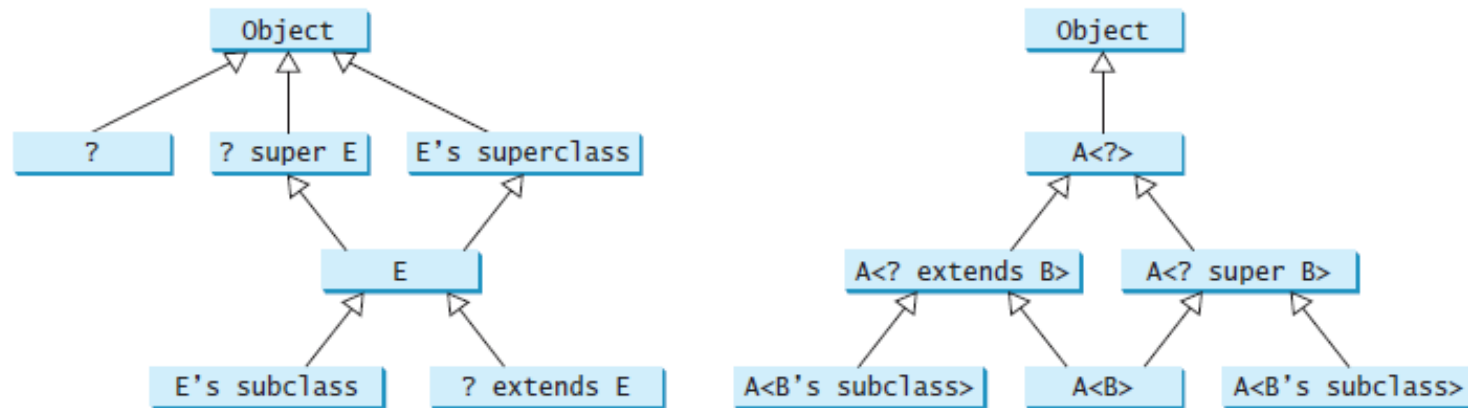 Object
?
? super E
E’s superclass
E
E’s subclass
? extends E
Object
A<?>
A<? extends B>
A<? super B>
A<B’s subclass>
A<B>
A<B’s subclass>